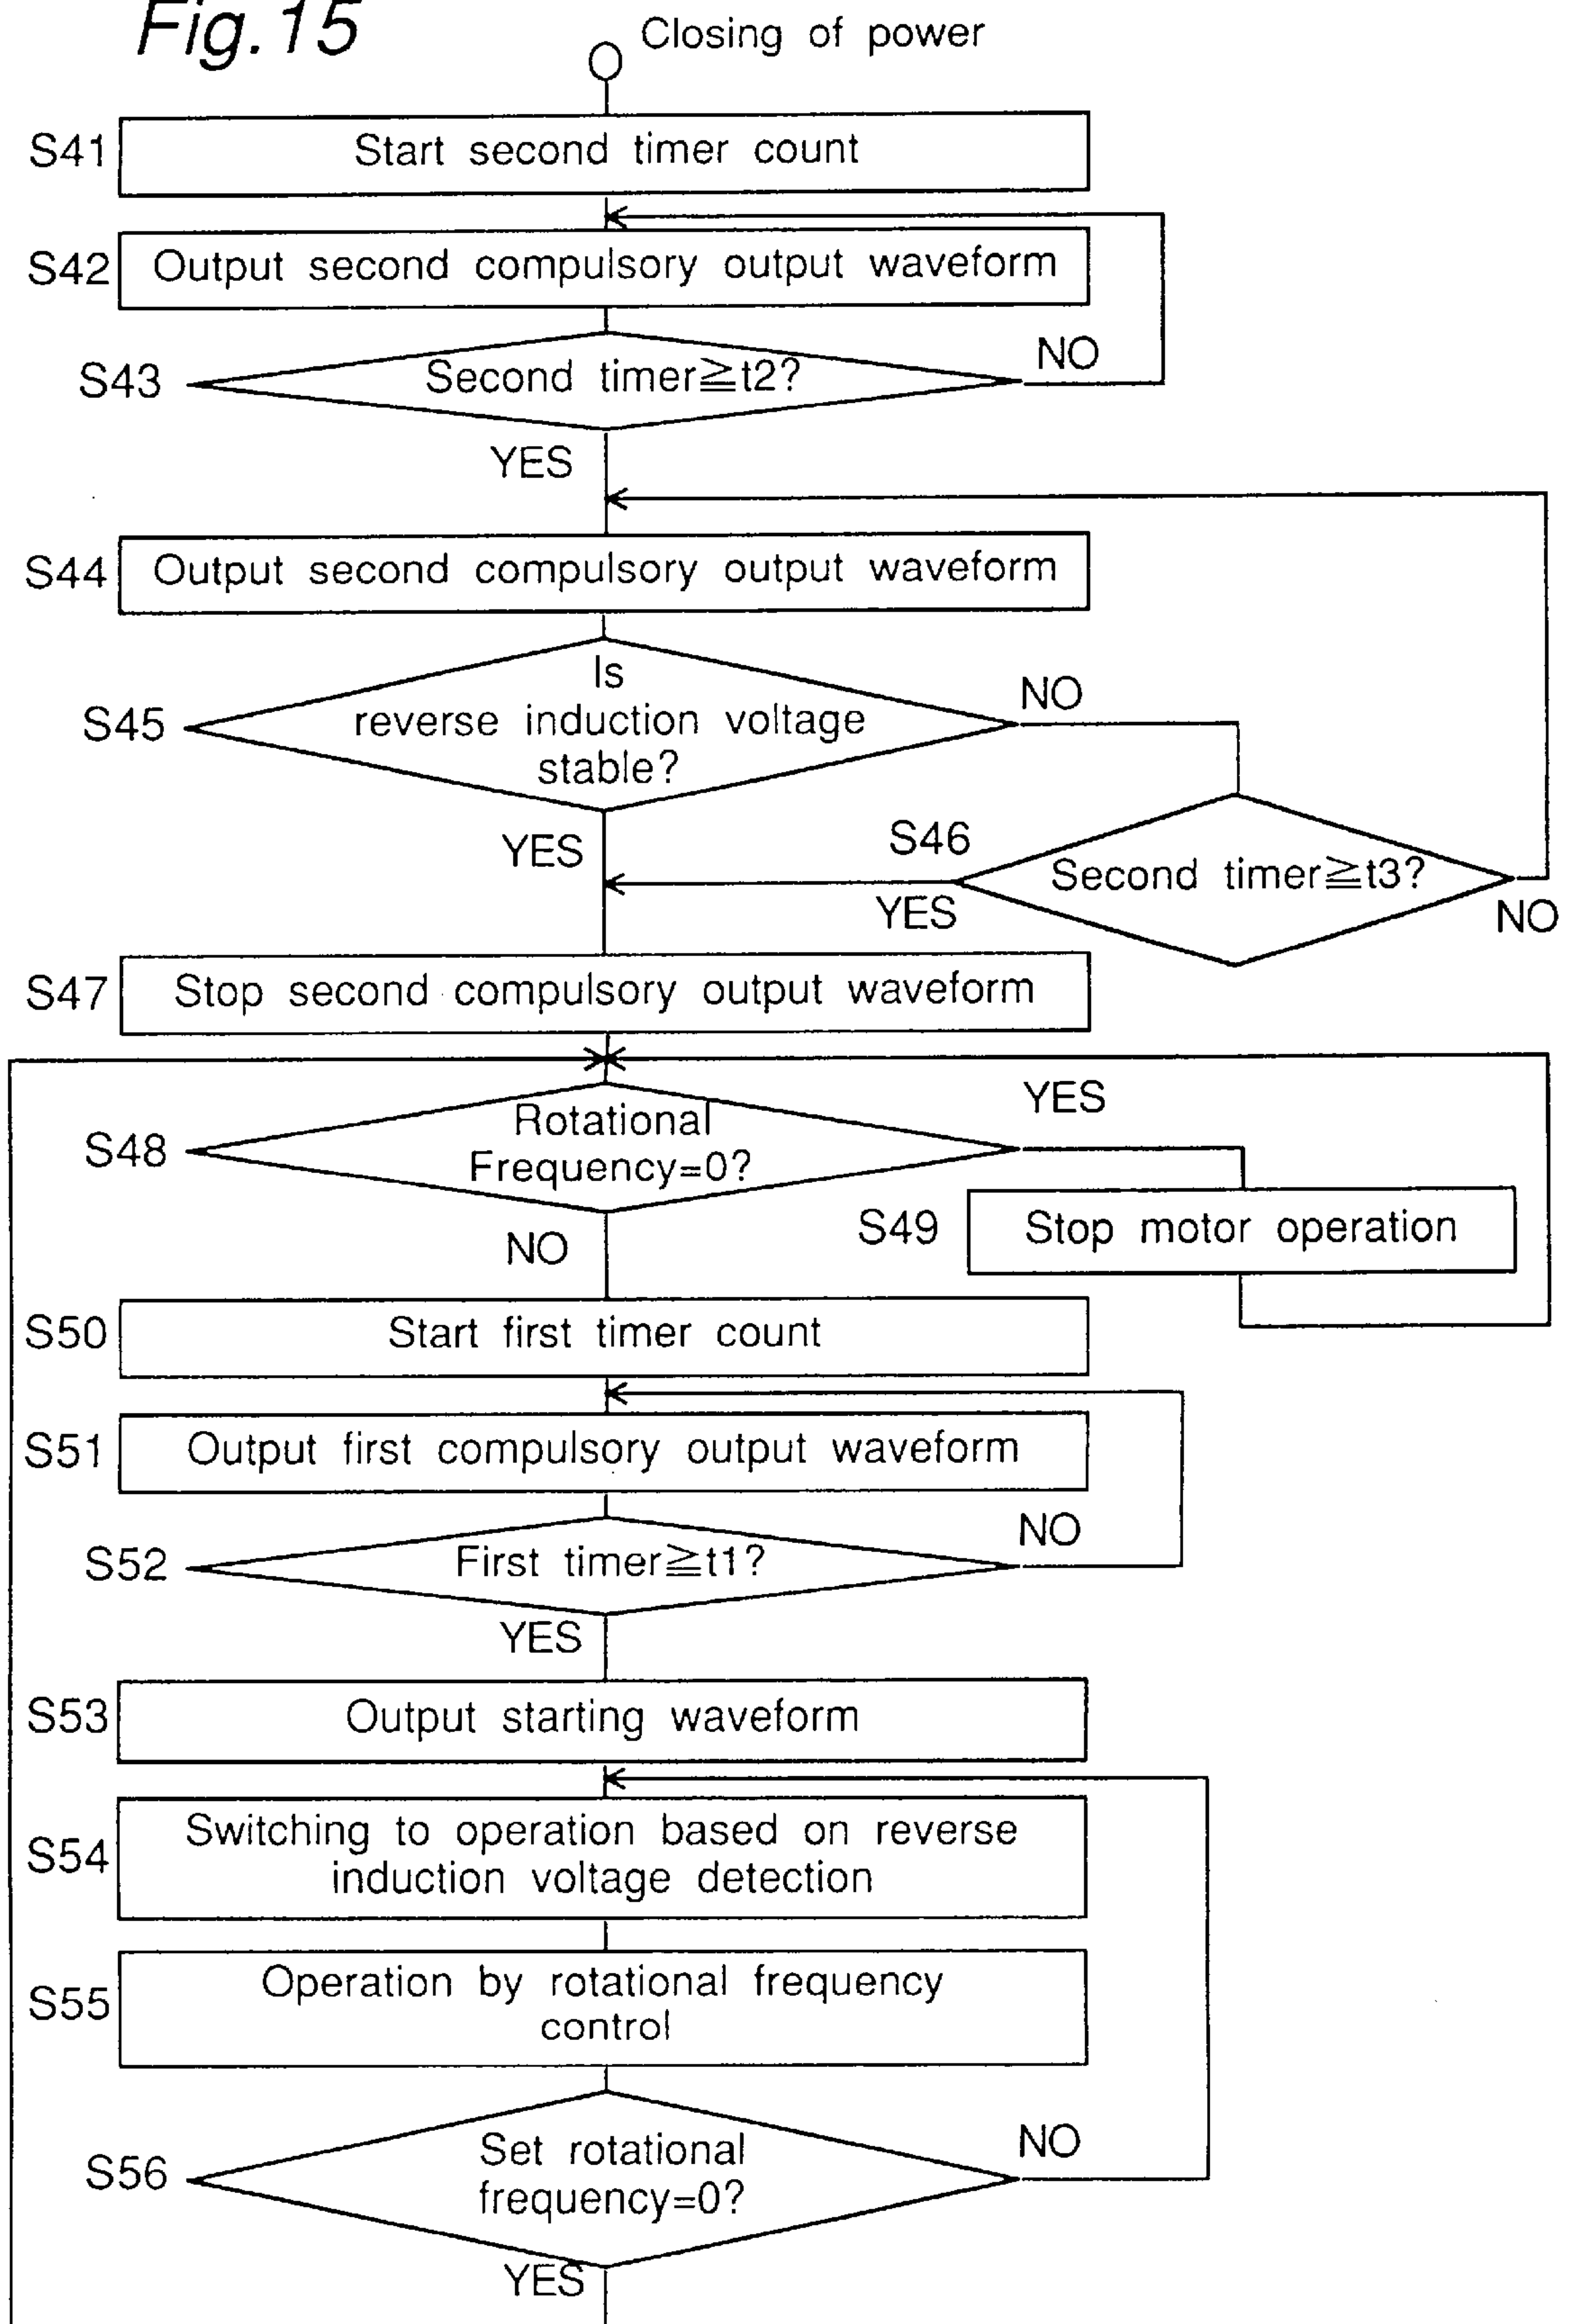 Fig.15
Closing of power
S41
Start second timer count
S42
Output second compulsory output waveform
S43
Second timer≧t2?
NO
YES
S44
Output second compulsory output waveform
S45
Is
reverse induction voltage
stable?
NO
YES
S46
Second timer≧t3?
YES
NO
S47
Stop second compulsory output waveform
S48
Rotational
Frequency=0?
YES
NO
S49
Stop motor operation
S50
Start first timer count
S51
Output first compulsory output waveform
S52
First timer≧t1?
NO
YES
S53
Output starting waveform
S54
Switching to operation based on reverse
induction voltage detection
S55
Operation by rotational frequency
control
S56
Set rotational
frequency=0?
NO
YES